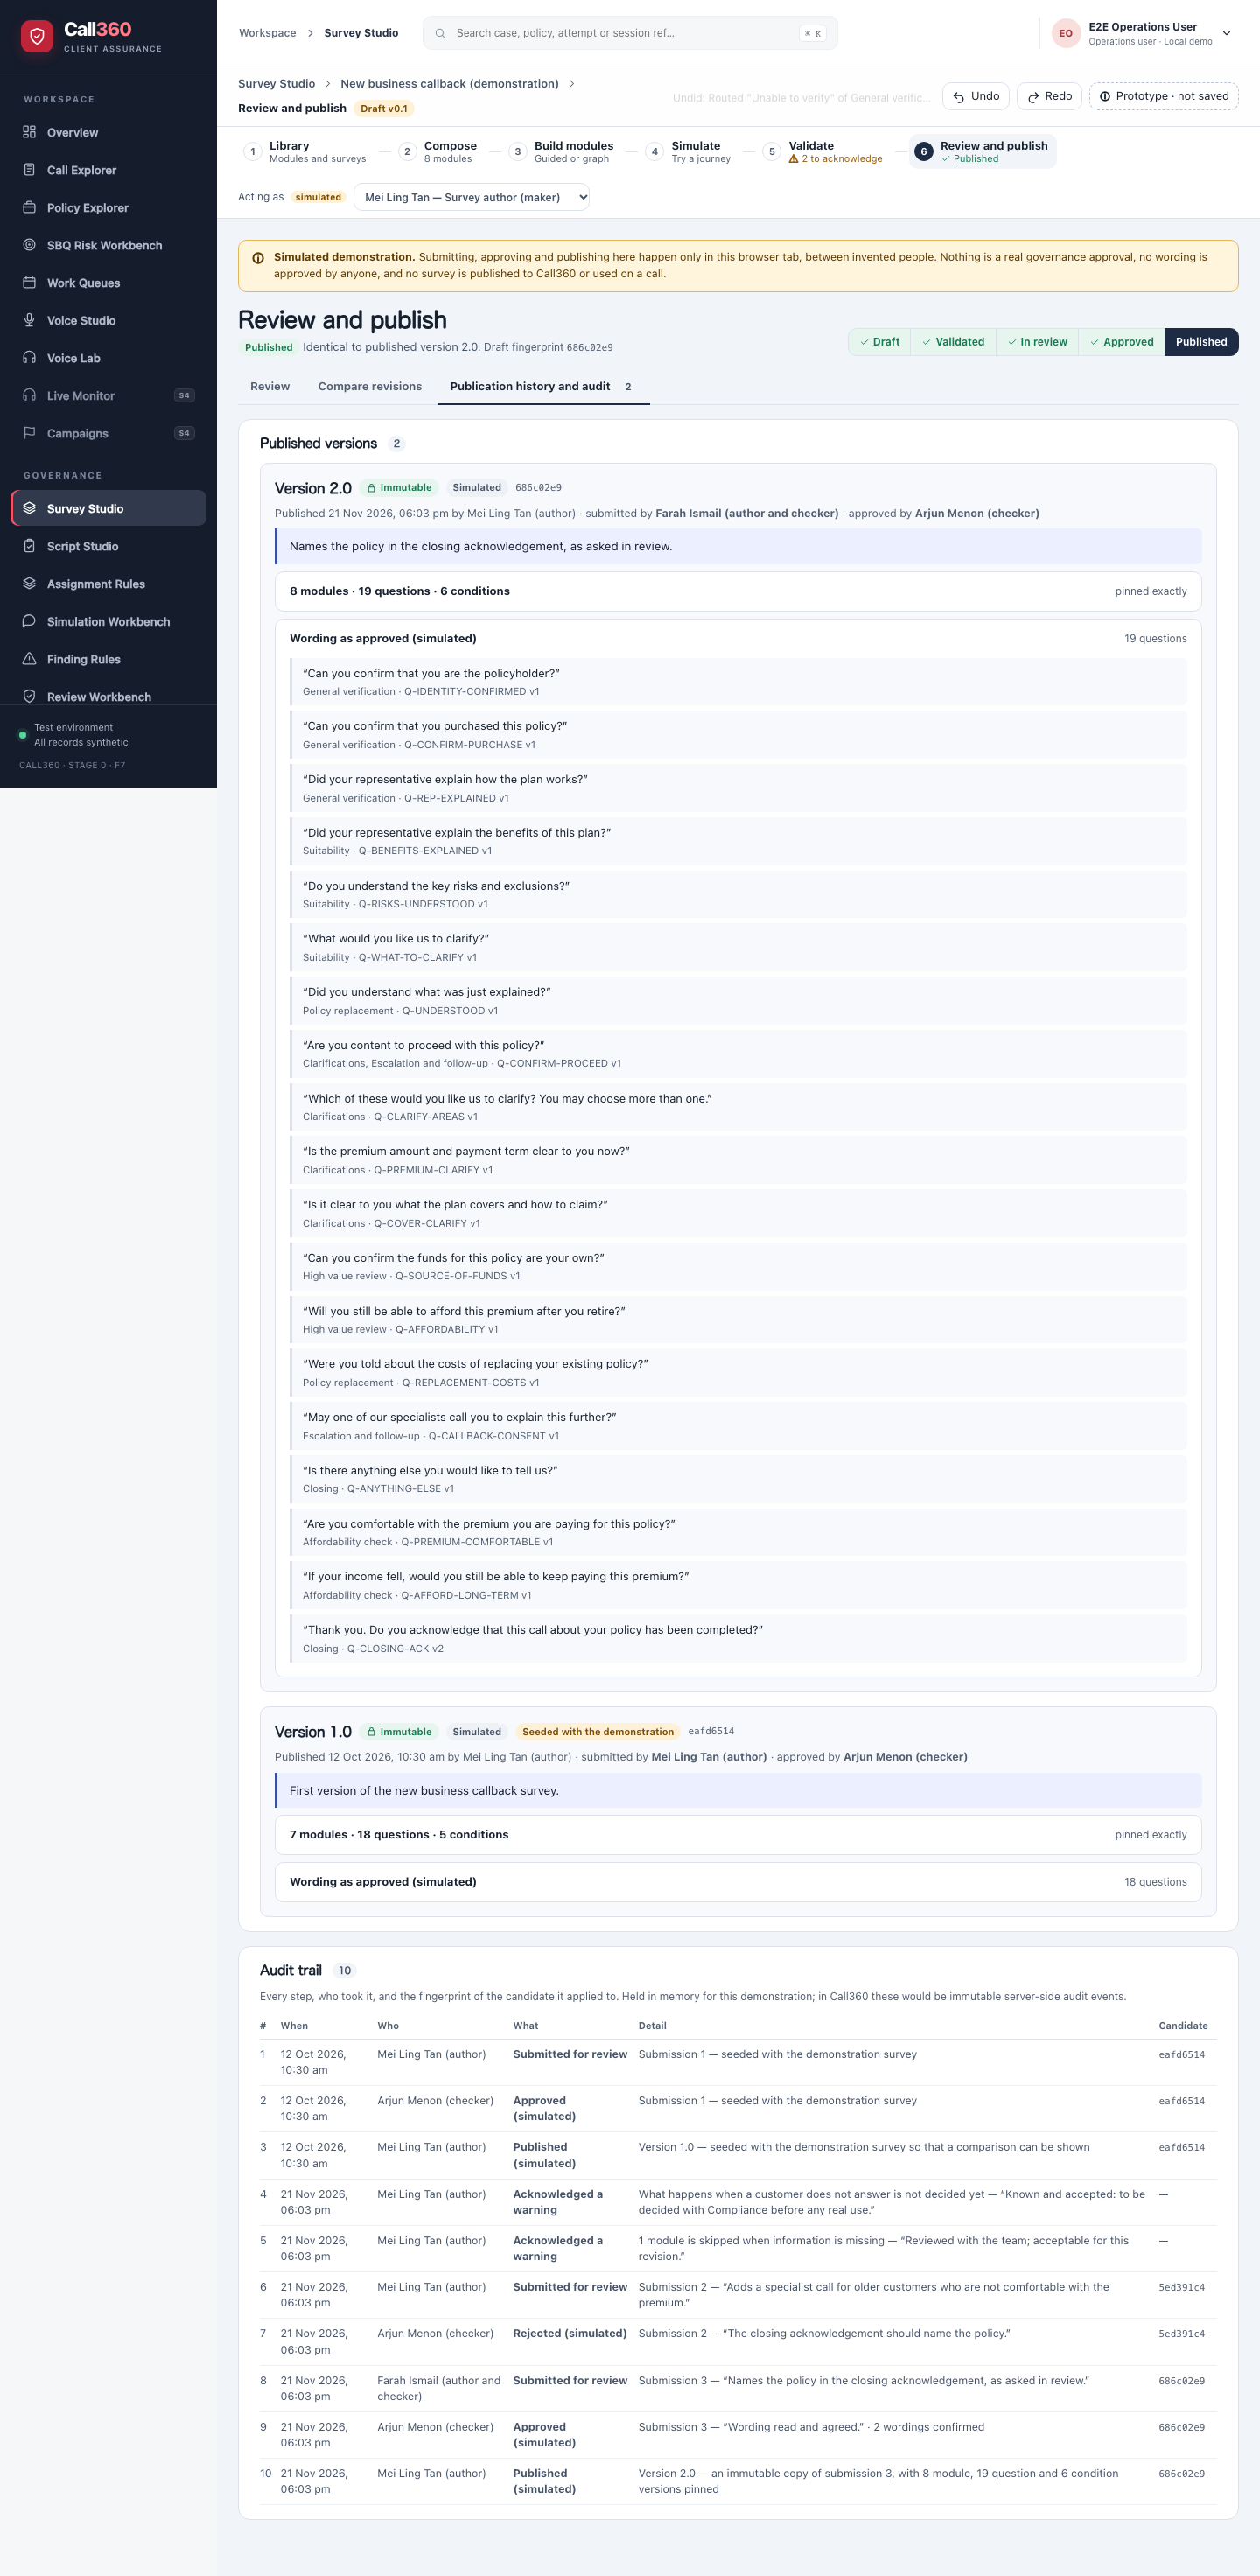 Call360
CLIENT ASSURANCE
WORKSPACE
Overview
Call Explorer
Policy Explorer
SBQ Risk Workbench
Work Queues
Voice Studio
Voice Lab
Live Monitor S4
Campaigns S4
GOVERNANCE
Survey Studio
Script Studio
Assignment Rules
Simulation Workbench
Finding Rules
Review Workbench
Test environment
All records synthetic
CALL360 · STAGE 0 · F7
Workspace > Survey Studio
Search case, policy, attempt or session ref...
⌘ K
EO
E2E Operations User
Operations user · Local demo
Survey Studio > New business callback (demonstration) >
Review and publish Draft v0.1
Undid: Routed "Unable to verify" of General verific...
Undo
Redo
Prototype · not saved
1 Library
Modules and surveys
2 Compose
8 modules
3 Build modules
Guided or graph
4 Simulate
Try a journey
5 Validate
2 to acknowledge
6 Review and publish
Published
Acting as simulated Mei Ling Tan — Survey author (maker)
Simulated demonstration. Submitting, approving and publishing here happen only in this browser tab, between invented people. Nothing is a real governance approval, no wording is
approved by anyone, and no survey is published to Call360 or used on a call.
Review and publish
Published Identical to published version 2.0. Draft fingerprint 686c02e9
Draft
Validated
In review
Approved
Published
Review
Compare revisions
Publication history and audit 2
Published versions 2
Version 2.0 Immutable Simulated 686c02e9
Published 21 Nov 2026, 06:03 pm by Mei Ling Tan (author) · submitted by Farah Ismail (author and checker) · approved by Arjun Menon (checker)
Names the policy in the closing acknowledgement, as asked in review.
8 modules · 19 questions · 6 conditions pinned exactly
Wording as approved (simulated) 19 questions
“Can you confirm that you are the policyholder?”
General verification · Q-IDENTITY-CONFIRMED v1
“Can you confirm that you purchased this policy?”
General verification · Q-CONFIRM-PURCHASE v1
“Did your representative explain how the plan works?”
General verification · Q-REP-EXPLAINED v1
“Did your representative explain the benefits of this plan?”
Suitability · Q-BENEFITS-EXPLAINED v1
“Do you understand the key risks and exclusions?”
Suitability · Q-RISKS-UNDERSTOOD v1
“What would you like us to clarify?”
Suitability · Q-WHAT-TO-CLARIFY v1
“Did you understand what was just explained?”
Policy replacement · Q-UNDERSTOOD v1
“Are you content to proceed with this policy?”
Clarifications, Escalation and follow-up · Q-CONFIRM-PROCEED v1
“Which of these would you like us to clarify? You may choose more than one.”
Clarifications · Q-CLARIFY-AREAS v1
“Is the premium amount and payment term clear to you now?”
Clarifications · Q-PREMIUM-CLARIFY v1
“Is it clear to you what the plan covers and how to claim?”
Clarifications · Q-COVER-CLARIFY v1
“Can you confirm the funds for this policy are your own?”
High value review · Q-SOURCE-OF-FUNDS v1
“Will you still be able to afford this premium after you retire?”
High value review · Q-AFFORDABILITY v1
“Were you told about the costs of replacing your existing policy?”
Policy replacement · Q-REPLACEMENT-COSTS v1
“May one of our specialists call you to explain this further?”
Escalation and follow-up · Q-CALLBACK-CONSENT v1
“Is there anything else you would like to tell us?”
Closing · Q-ANYTHING-ELSE v1
“Are you comfortable with the premium you are paying for this policy?”
Affordability check · Q-PREMIUM-COMFORTABLE v1
“If your income fell, would you still be able to keep paying this premium?”
Affordability check · Q-AFFORD-LONG-TERM v1
“Thank you. Do you acknowledge that this call about your policy has been completed?”
Closing · Q-CLOSING-ACK v2
Version 1.0 Immutable Simulated Seeded with the demonstration eafd6514
Published 12 Oct 2026, 10:30 am by Mei Ling Tan (author) · submitted by Mei Ling Tan (author) · approved by Arjun Menon (checker)
First version of the new business callback survey.
7 modules · 18 questions · 5 conditions pinned exactly
Wording as approved (simulated) 18 questions
Audit trail 10
Every step, who took it, and the fingerprint of the candidate it applied to. Held in memory for this demonstration; in Call360 these would be immutable server-side audit events.
# When Who What Detail Candidate
1 12 Oct 2026, Mei Ling Tan (author) Submitted for review Submission 1 — seeded with the demonstration survey eafd6514
10:30 am
2 12 Oct 2026, Arjun Menon (checker) Approved Submission 1 — seeded with the demonstration survey eafd6514
10:30 am (simulated)
3 12 Oct 2026, Mei Ling Tan (author) Published Version 1.0 — seeded with the demonstration survey so that a comparison can be shown eafd6514
10:30 am (simulated)
4 21 Nov 2026, Mei Ling Tan (author) Acknowledged a What happens when a customer does not answer is not decided yet — “Known and accepted: to be —
06:03 pm warning decided with Compliance before any real use.”
5 21 Nov 2026, Mei Ling Tan (author) Acknowledged a 1 module is skipped when information is missing — “Reviewed with the team; acceptable for this —
06:03 pm warning revision.”
6 21 Nov 2026, Mei Ling Tan (author) Submitted for review Submission 2 — “Adds a specialist call for older customers who are not comfortable with the 5ed391c4
06:03 pm premium.”
7 21 Nov 2026, Arjun Menon (checker) Rejected (simulated) Submission 2 — “The closing acknowledgement should name the policy.” 5ed391c4
06:03 pm
8 21 Nov 2026, Farah Ismail (author and Submitted for review Submission 3 — “Names the policy in the closing acknowledgement, as asked in review.” 686c02e9
06:03 pm checker)
9 21 Nov 2026, Arjun Menon (checker) Approved Submission 3 — “Wording read and agreed.” · 2 wordings confirmed 686c02e9
06:03 pm (simulated)
10 21 Nov 2026, Mei Ling Tan (author) Published Version 2.0 — an immutable copy of submission 3, with 8 module, 19 question and 6 condition 686c02e9
06:03 pm (simulated) versions pinned